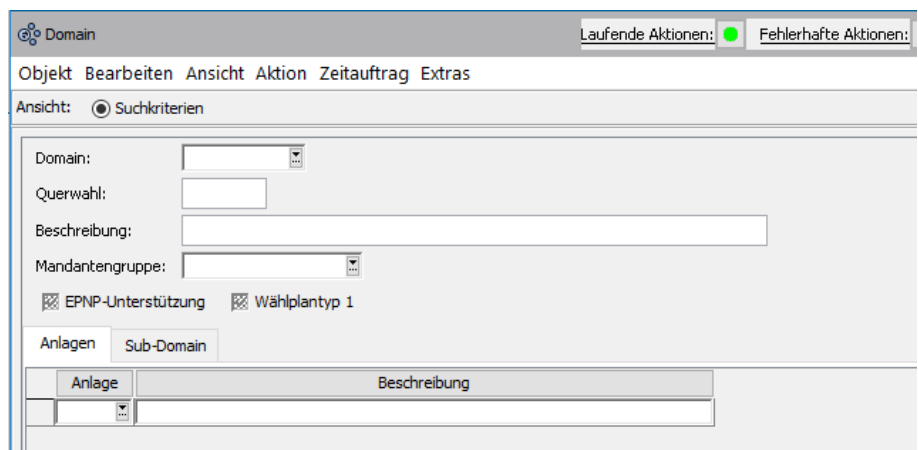 Domain Laufende Aktionen: Fehlerhafte Aktionen:
Objekt Bearbeiten Ansicht Aktion Zeitauftrag Extras
Ansicht: Suchkriterien
Domain:
Querwahl:
Beschreibung:
Mandantengruppe:
EPNP-Unterstützung Wählplantyp 1
Anlagen Sub-Domain
Anlage Beschreibung